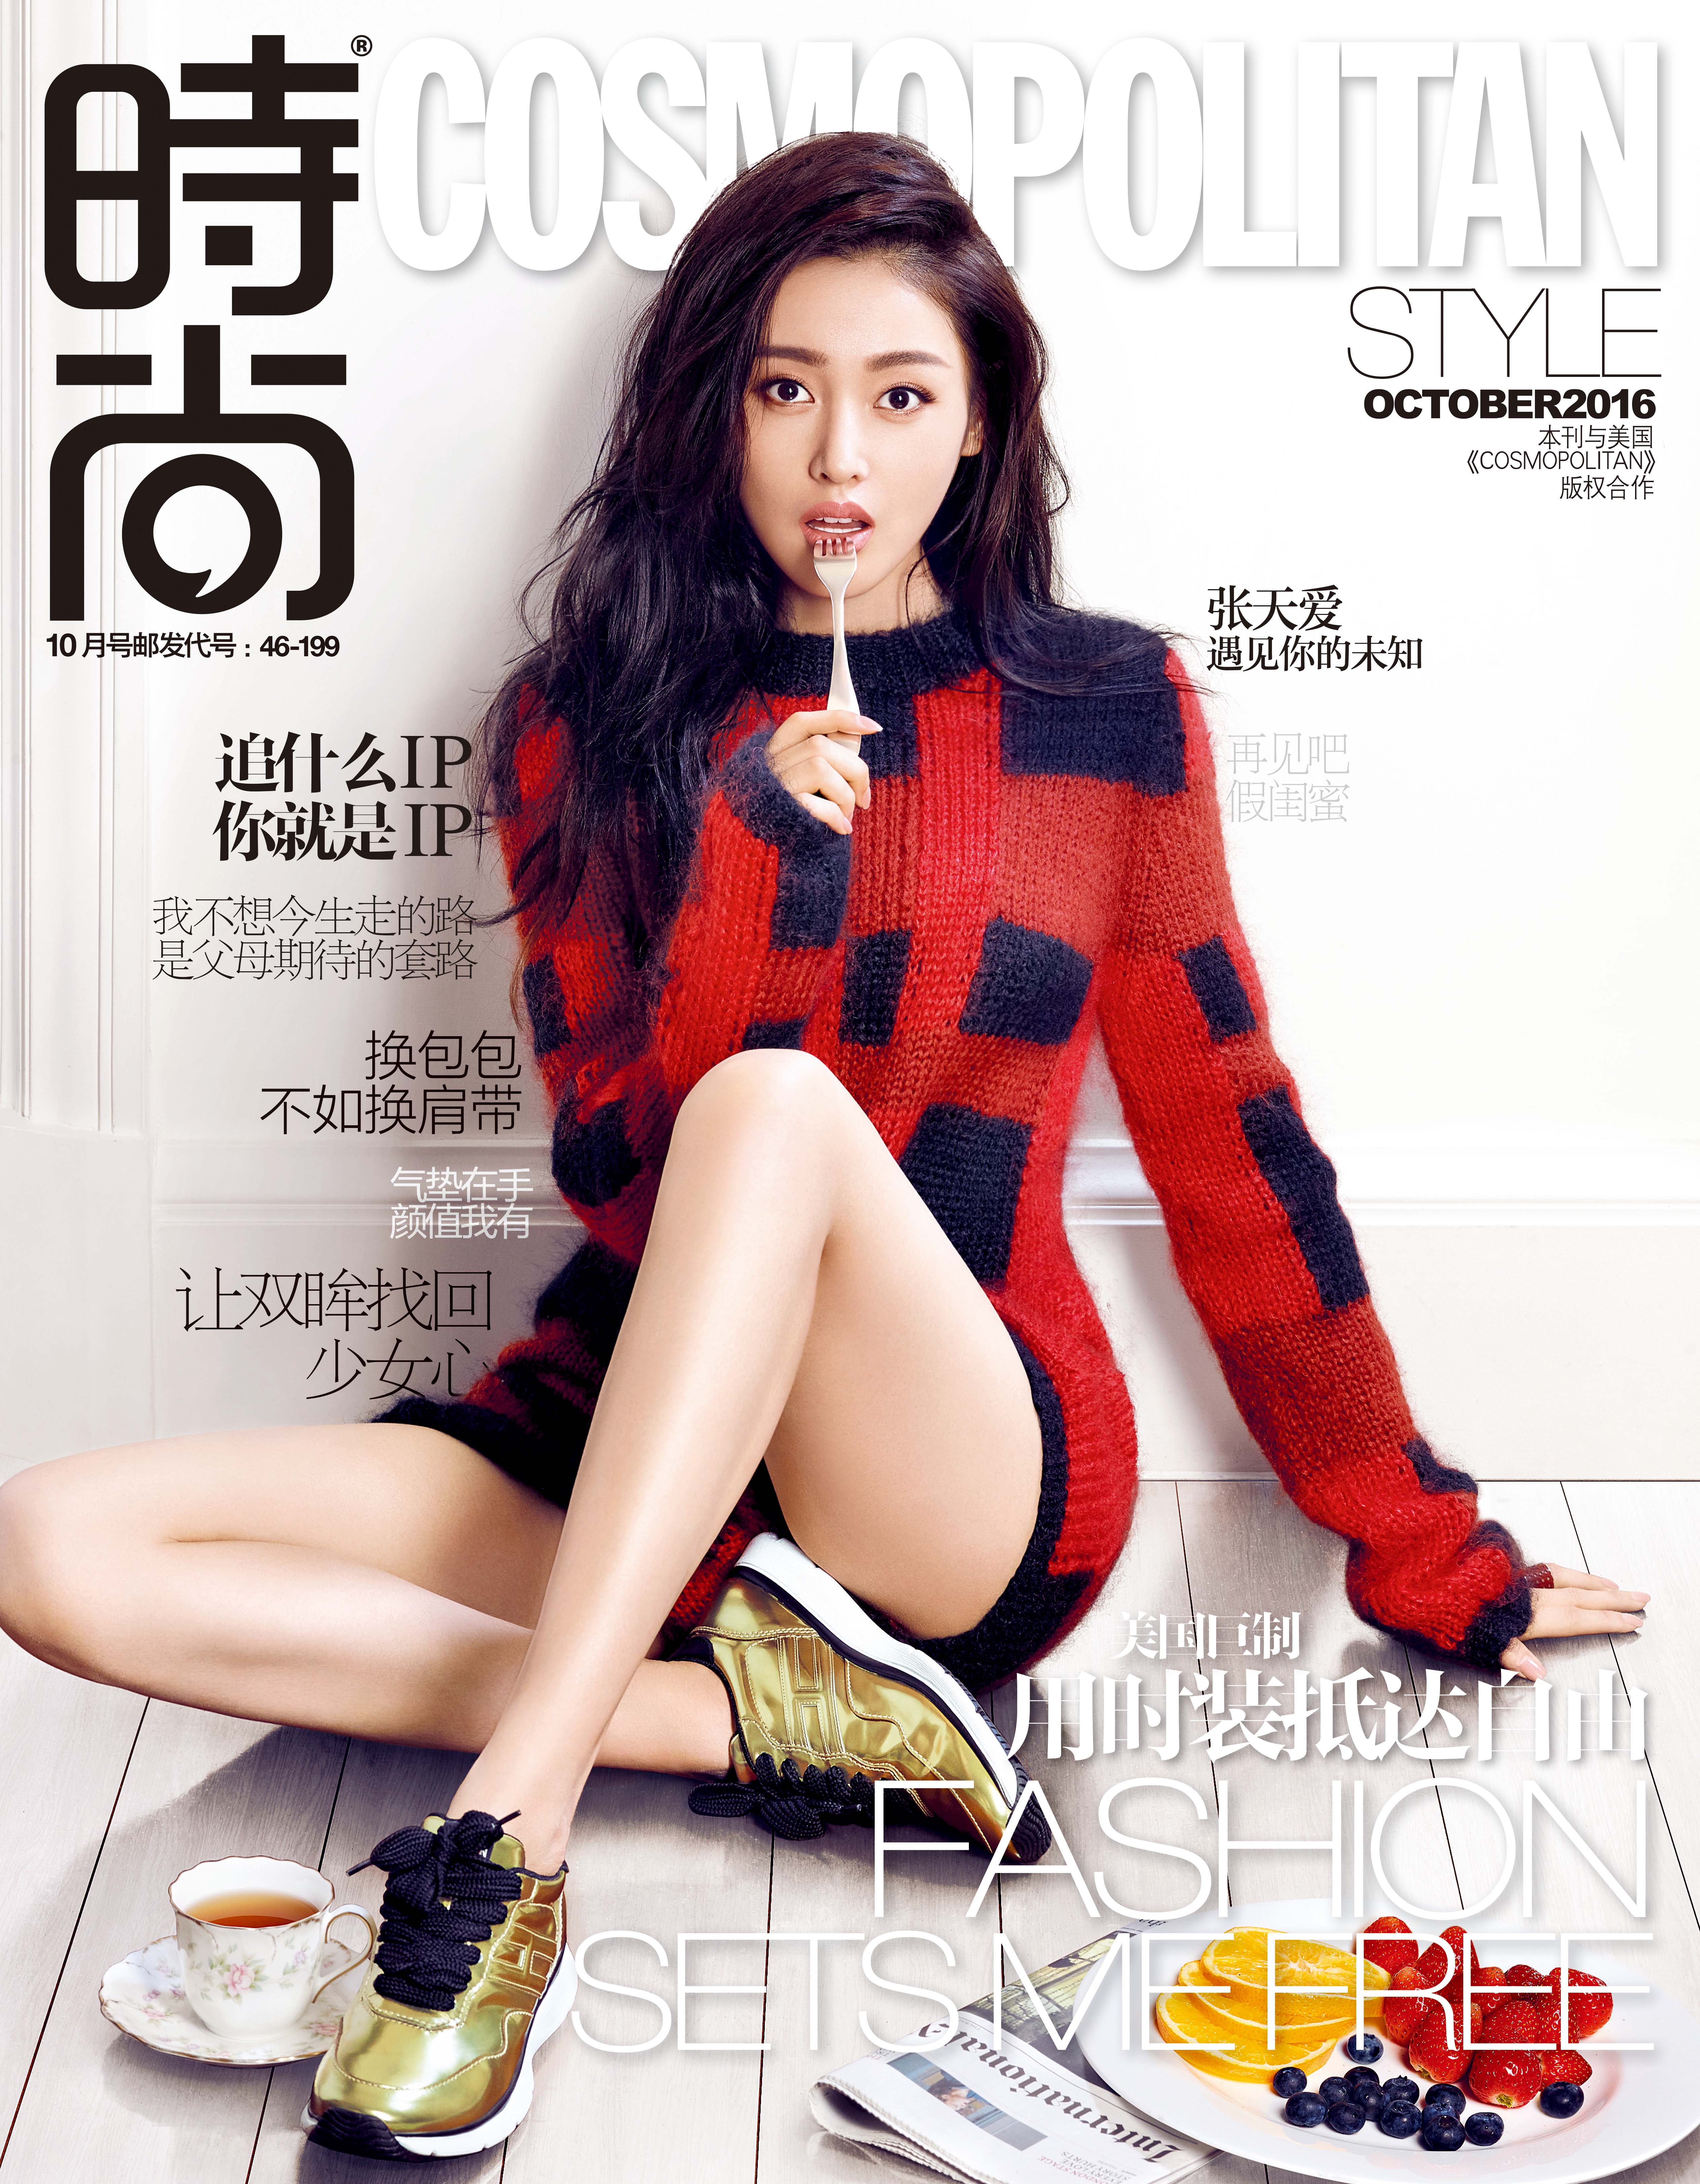 時尚®
COSMOPOLITAN
STYLE
OCTOBER2016
本刊与美国
《COSMOPOLITAN》
版权合作
10月号邮发代号：46-199
张天爱
遇见你的未知
再见吧
假闺蜜
追什么IP
你就是IP
我不想今生走的路
是父母期待的套路
换包包
不如换肩带
气垫在手
颜值我有
让双眸找回
少女心
美国巨制
用时装抵达自由
FASHION
SETS ME FREE
International